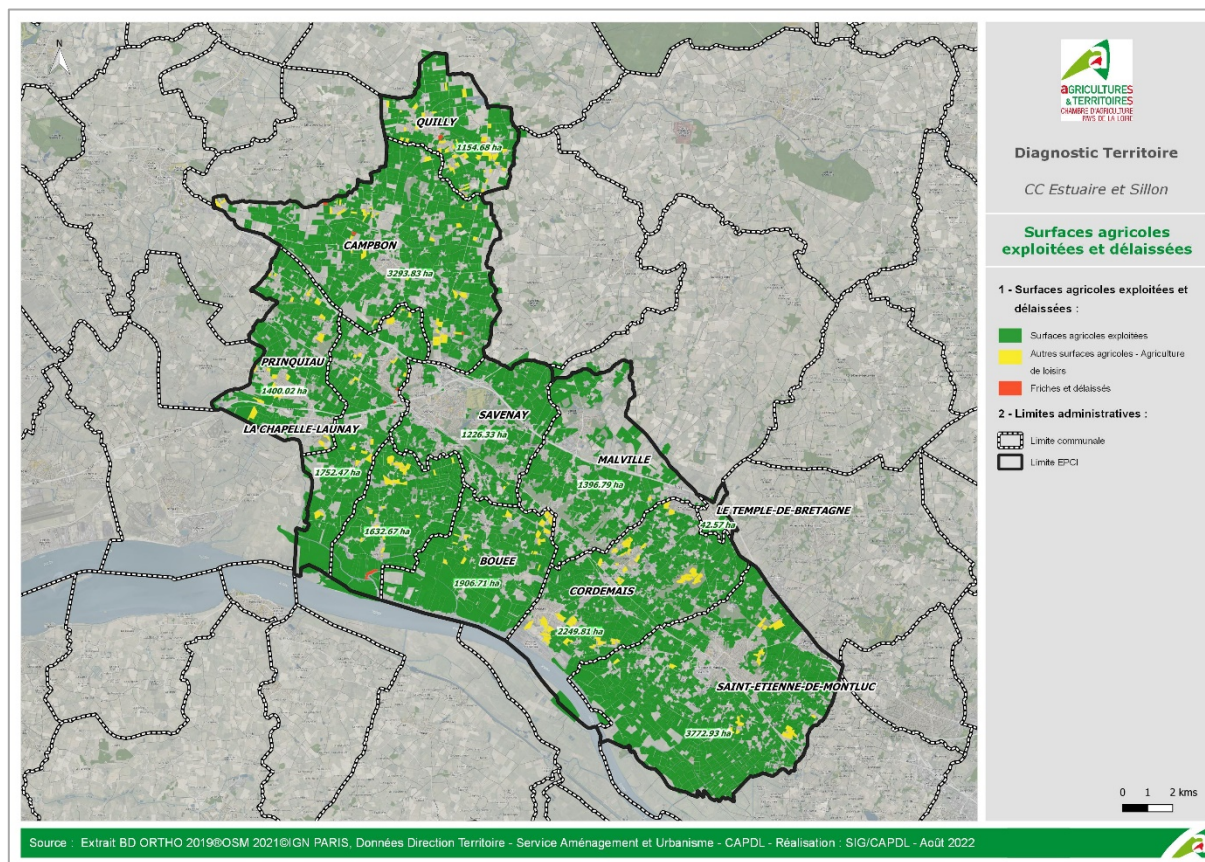 N
QUILLY
1154.68 ha
CAMPBON
3293.83 ha
PRINQUIAU
1400.02 ha
LA CHAPELLE-LAUNAY
SAVENAY
1226.33 ha
MALVILLE
1396.79 ha
1752.47 ha
LE TEMPLE-DE-BRETAGNE
42.57 ha
1632.67 ha
BOUEE
1906.71 ha
CORDEMAIS
2249.81 ha
SAINT-ETIENNE-DE-MONTLUC
3772.93 ha
AGRICULTURES
& TERRITOIRES
CHAMBRE D'AGRICULTURE
PAYS DE LA LOIRE
Diagnostic Territoire
CC Estuaire et Sillon
Surfaces agricoles
exploitées et délaissées
1 - Surfaces agricoles exploitées et
délaissées :
Surfaces agricoles exploitées
Autres surfaces agricoles - Agriculture
de loisirs
Friches et délaissés
2 - Limites administratives :
Limite communale
Limite EPCI
0 1 2 kms
Source : Extrait BD ORTHO 2019®OSM 2021©IGN PARIS, Données Direction Territoire - Service Aménagement et Urbanisme - CAPDL - Réalisation : SIG/CAPDL - Août 2022